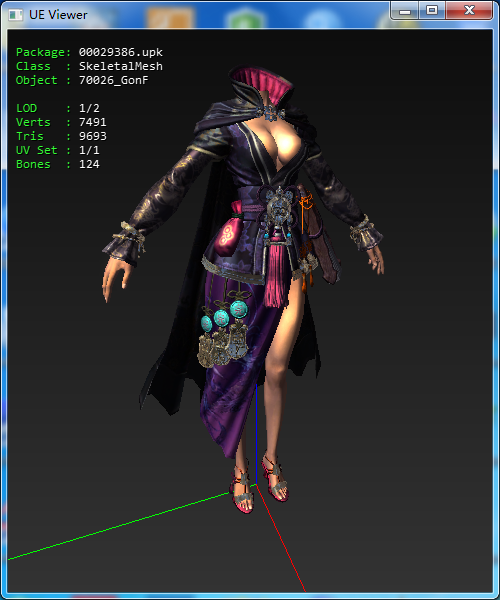 UE Viewer
Package: 00029386.upk
Class : SkeletalMesh
Object : 70026_GonF
LOD : 1/2
Verts : 7491
Tris : 9693
UV Set : 1/1
Bones : 124